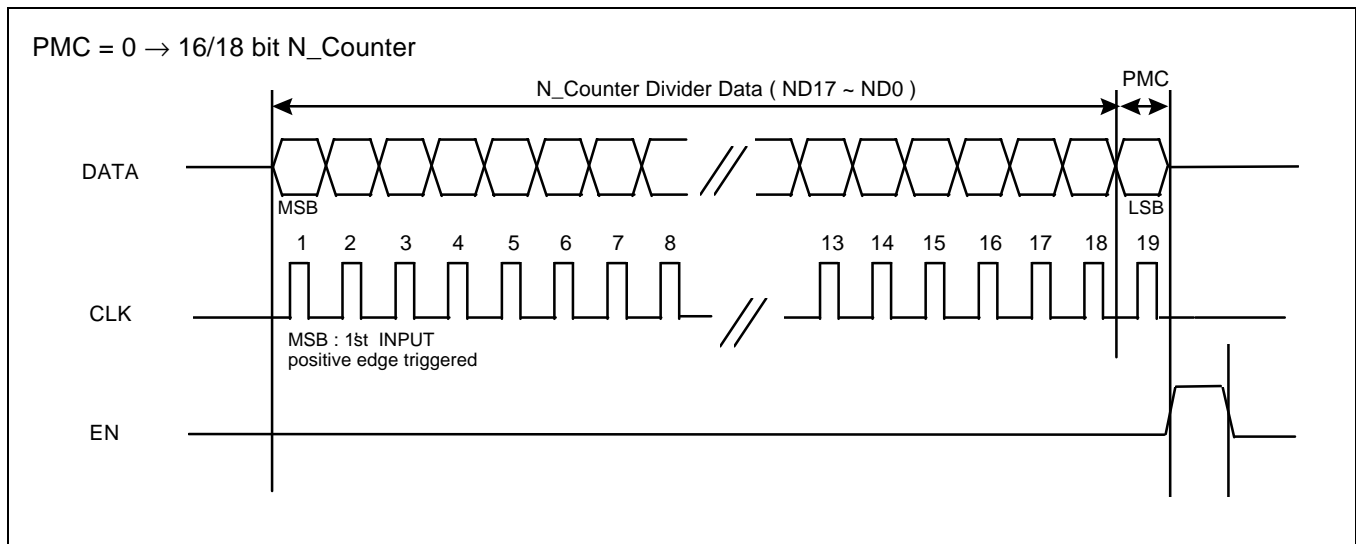 PMC = 0 → 16/18 bit N_Counter
PMC
N_Counter Divider Data ( ND17 ~ ND0 )
DATA
MSB
LSB
1 2 3 4 5 6 7 8 13 14 15 16 17 18 19
CLK
MSB : 1st INPUT
positive edge triggered
EN